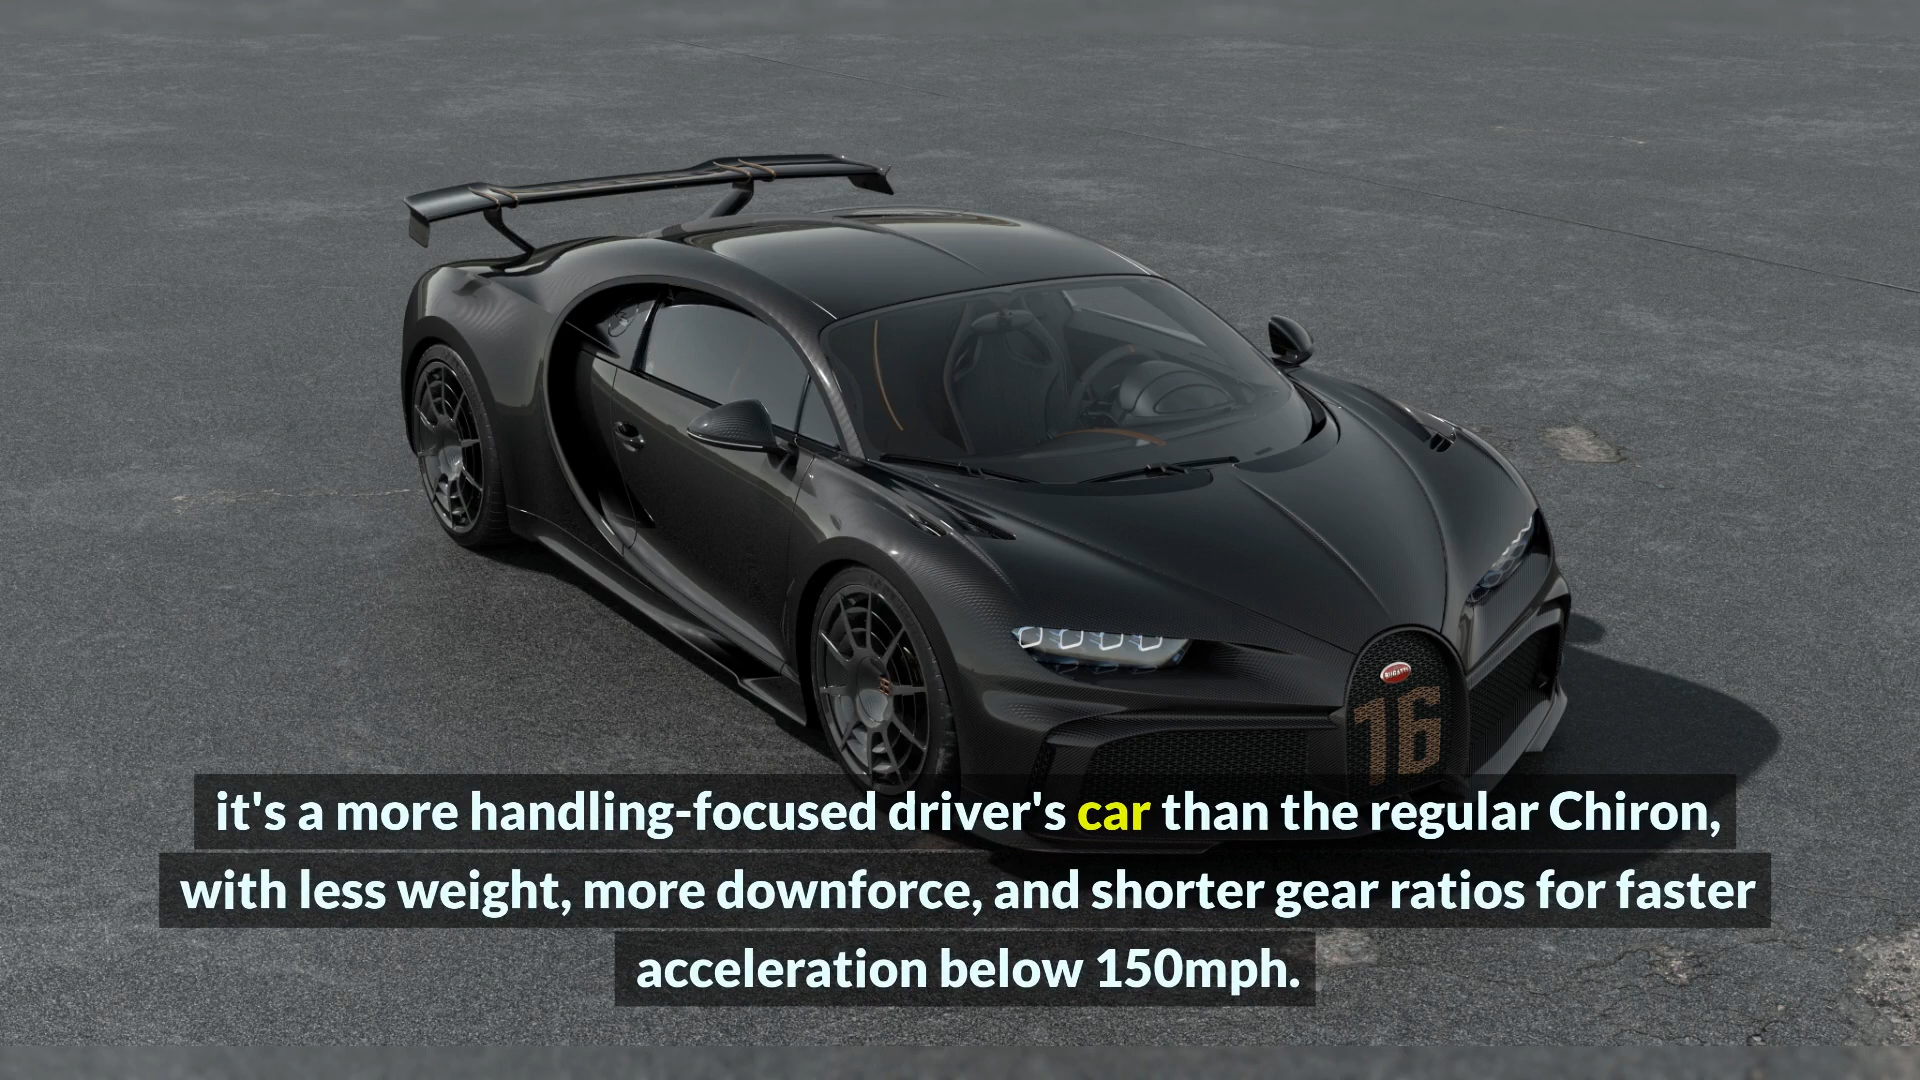 BUGATTI
16
it's a more handling-focused driver's car than the regular Chiron,
with less weight, more downforce, and shorter gear ratios for faster
acceleration below 150mph.